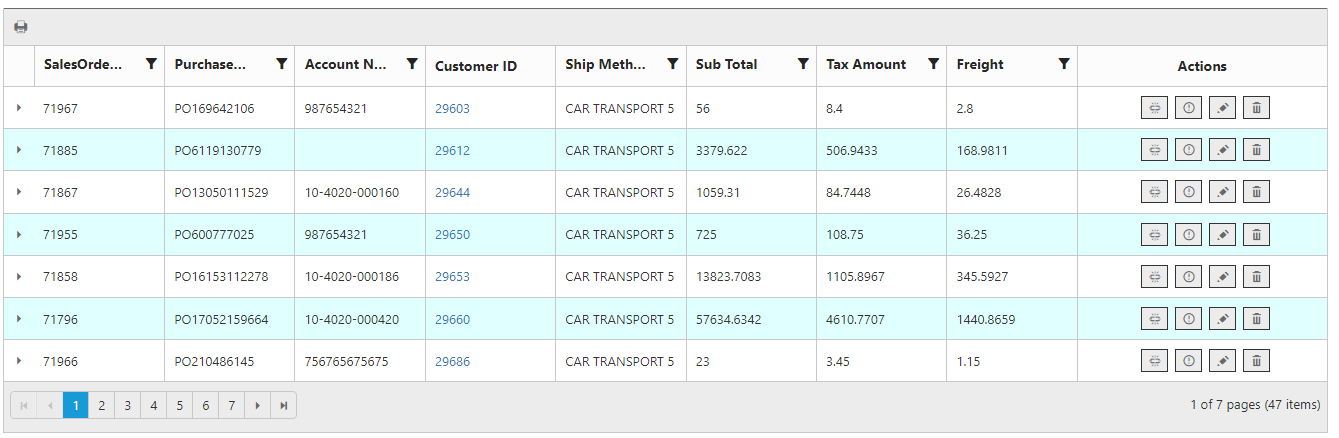 SalesOrde... Purchase... Account N... Customer ID Ship Meth... Sub Total Tax Amount Freight Actions
71967 PO169642106 987654321 29603 CAR TRANSPORT 5 56 8.4 2.8
71885 PO6119130779 29612 CAR TRANSPORT 5 3379.622 506.9433 168.9811
71867 PO13050111529 10-4020-000160 29644 CAR TRANSPORT 5 1059.31 84.7448 26.4828
71955 PO600777025 987654321 29650 CAR TRANSPORT 5 725 108.75 36.25
71858 PO16153112278 10-4020-000186 29653 CAR TRANSPORT 5 13823.7083 1105.8967 345.5927
71796 PO17052159664 10-4020-000420 29660 CAR TRANSPORT 5 57634.6342 4610.7707 1440.8659
71966 PO210486145 756765675675 29686 CAR TRANSPORT 5 23 3.45 1.15
1 2 3 4 5 6 7 1 of 7 pages (47 items)